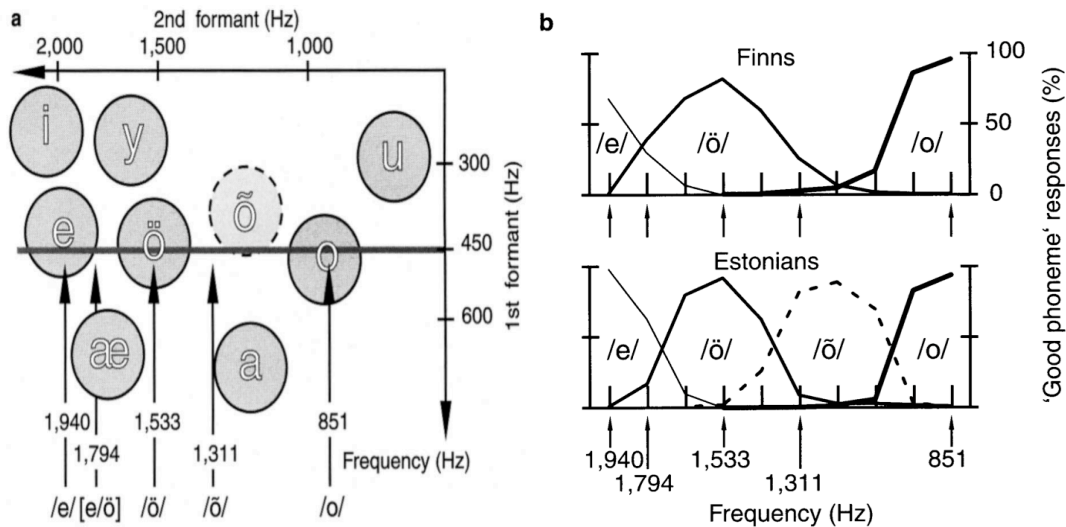 a
2nd formant (Hz)
2,000 1,500 1,000
i y u
300
e ö õ o
450
æ a
600
1st formant (Hz)
1,940 1,533 851
1,794 1,311
Frequency (Hz)
/e/ [e/ö] /ö/ /õ/ /o/
b
Finns
100
50
0
/e/ /ö/ /o/
Estonians
/e/ /ö/ /õ/ /o/
'Good phoneme' responses (%)
1,940 1,533 851
1,794 1,311
Frequency (Hz)